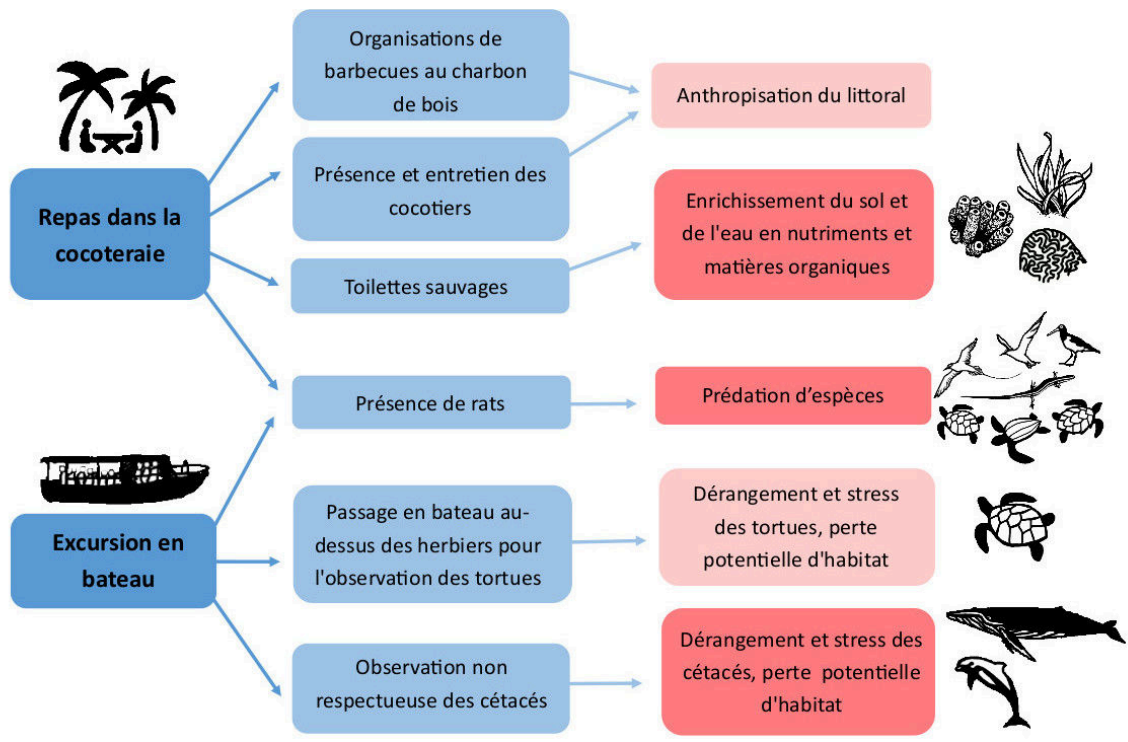 Repas dans la
cocoteraie
Excursion en
bateau
Organisations de
barbecues au charbon
de bois
Présence et entretien des
cocotiers
Toilettes sauvages
Présence de rats
Passage en bateau au-
dessus des herbiers pour
l'observation des tortues
Observation non
respectueuse des cétacés
Anthropisation du littoral
Enrichissement du sol et
de l'eau en nutriments et
matières organiques
Prédation d’espèces
Dérangement et stress
des tortues, perte
potentielle d'habitat
Dérangement et stress des
cétacés, perte  potentielle
d'habitat